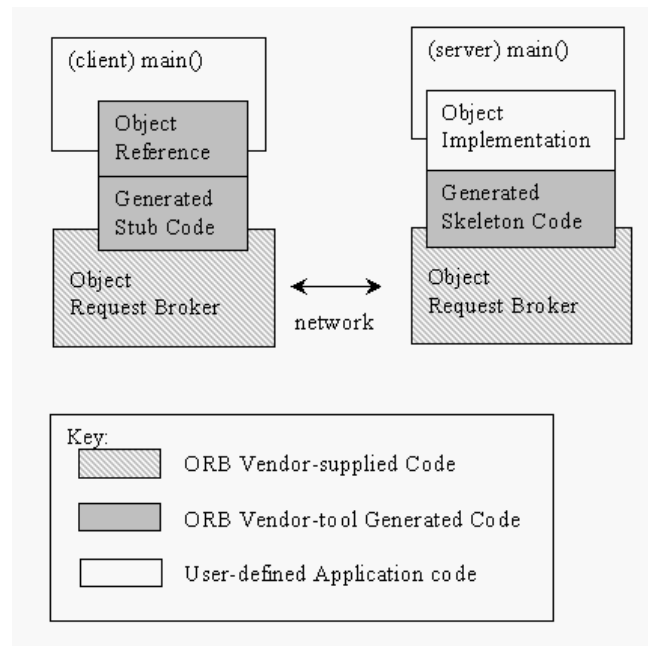 (client) main()
Object
Reference
Generated
Stub Code
Object
Request Broker
network
(server) main()
Object
Implementation
Generated
Skeleton Code
Object
Request Broker
Key:
ORB Vendor-supplied Code
ORB Vendor-tool Generated Code
User-defined Application code